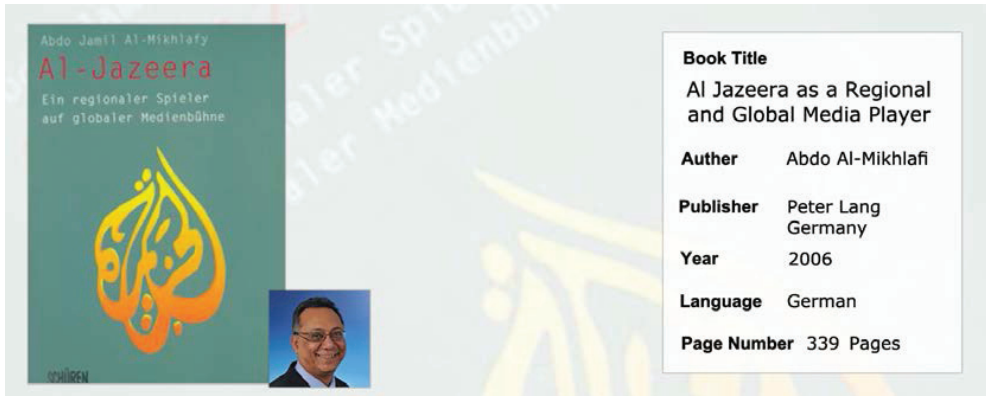 Abdo Jamil Al-Mikhlafy
Al-Jazeera
Ein regionaler Spieler
auf globaler Medienbühne
SCHÜREN
Book Title
Al Jazeera as a Regional
and Global Media Player
Auther Abdo Al-Mikhlafi
Publisher Peter Lang
Germany
Year 2006
Language German
Page Number 339 Pages